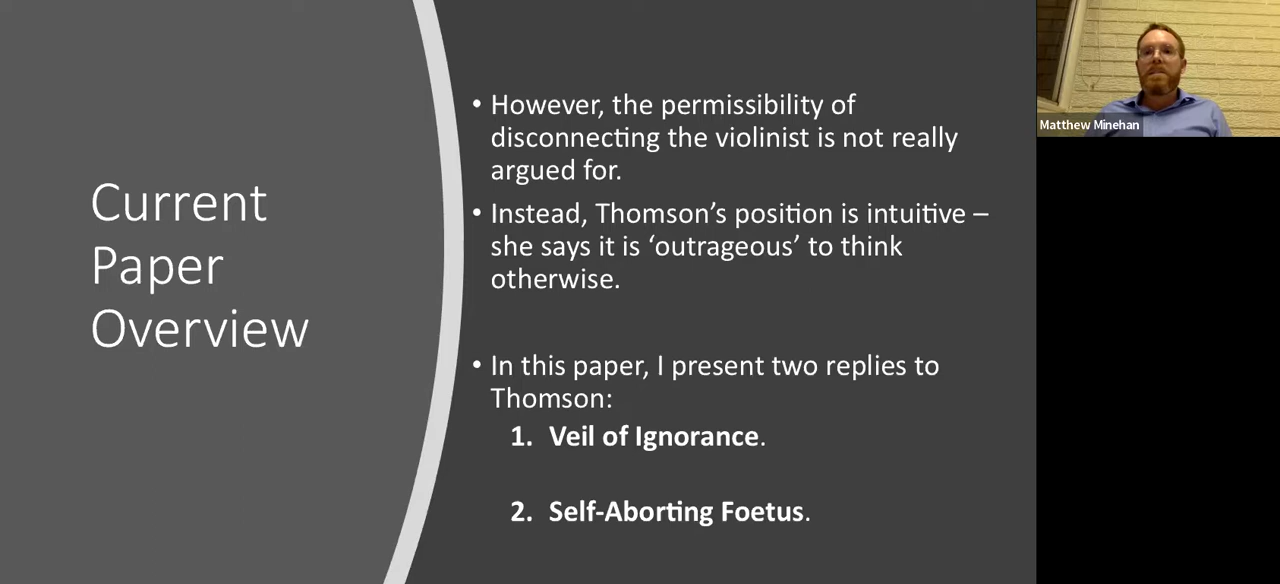 Current
Paper
Overview
• However, the permissibility of
disconnecting the violinist is not really
argued for.
• Instead, Thomson’s position is intuitive –
she says it is ‘outrageous’ to think
otherwise.
• In this paper, I present two replies to
Thomson:
1. Veil of Ignorance.
2. Self-Aborting Foetus.
Matthew Minehan